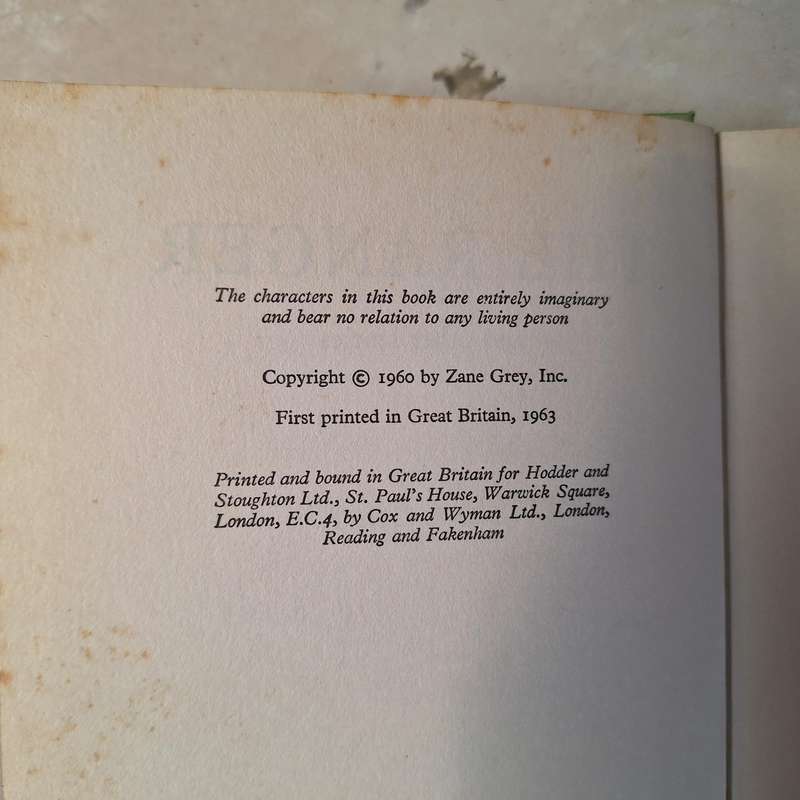 The characters in this book are entirely imaginary
and bear no relation to any living person
Copyright © 1960 by Zane Grey, Inc.
First printed in Great Britain, 1963
Printed and bound in Great Britain for Hodder and
Stoughton Ltd., St. Paul's House, Warwick Square,
London, E.C.4, by Cox and Wyman Ltd., London,
Reading and Fakenham